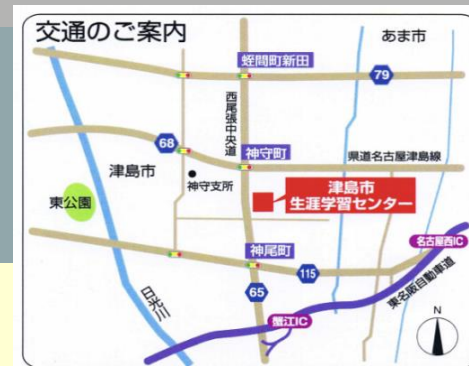 交通のご案内
あま市
蛭間町新田
79
西尾張中央道
68
神守町
県道名古屋津島線
津島市
神守支所
東公園
津島市
生涯学習センター
名古屋西IC
神尾町
115
東名阪自動車道
日光川
65
蟹江IC
N